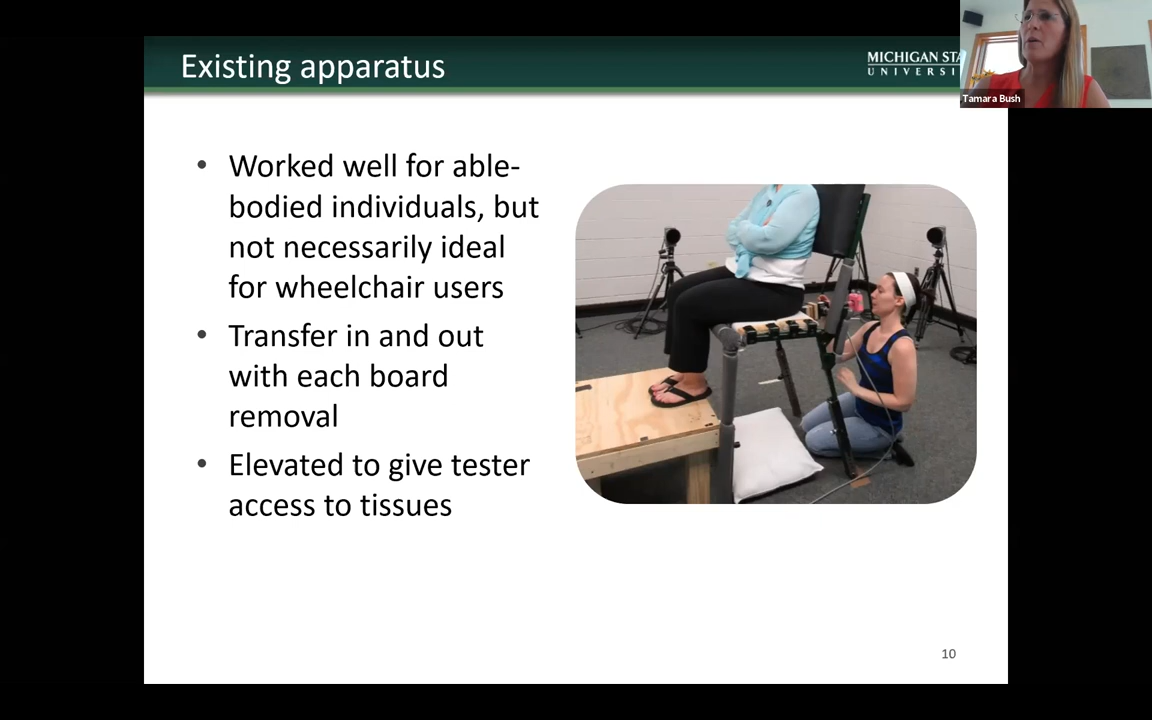 Existing apparatus
MICHIGAN STA
UNIVERSI
Tamara Bush
• Worked well for able-
bodied individuals, but
not necessarily ideal
for wheelchair users
• Transfer in and out
with each board
removal
• Elevated to give tester
access to tissues
10